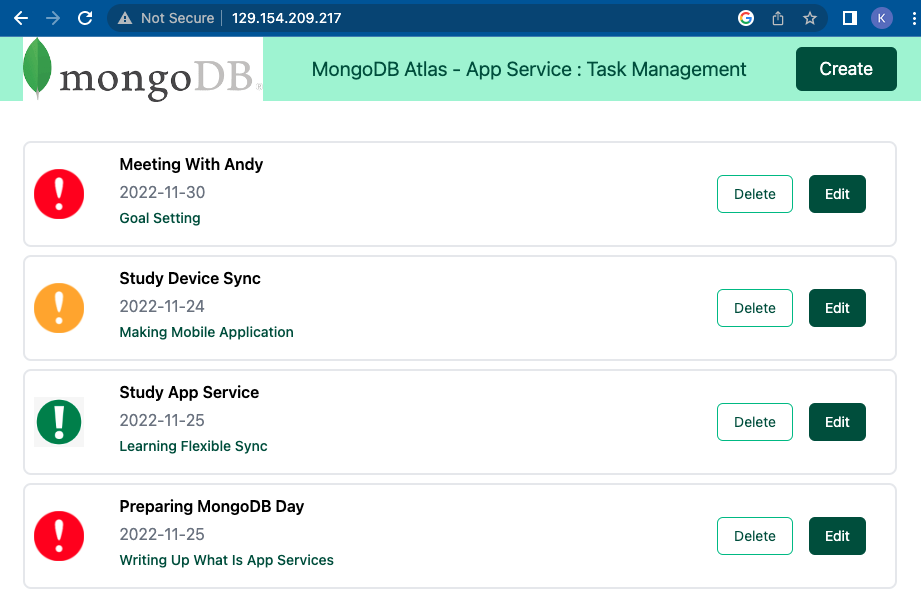 Not Secure 129.154.209.217
K
mongoDB®
MongoDB Atlas - App Service : Task Management
Create
Meeting With Andy
2022-11-30
Goal Setting
Delete Edit
Study Device Sync
2022-11-24
Making Mobile Application
Delete Edit
Study App Service
2022-11-25
Learning Flexible Sync
Delete Edit
Preparing MongoDB Day
2022-11-25
Writing Up What Is App Services
Delete Edit